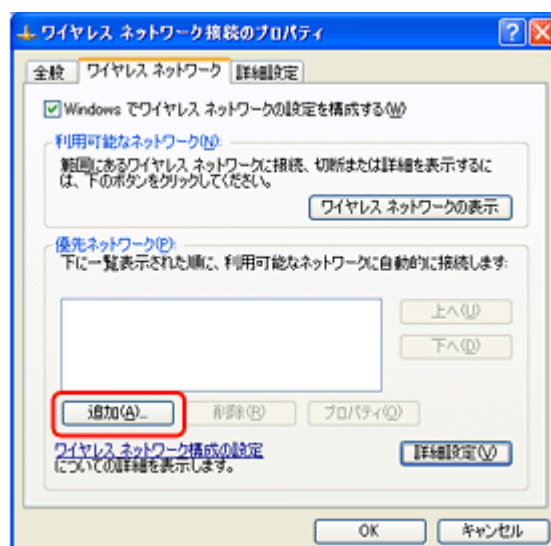 ワイヤレス ネットワーク接続のプロパティ
全般 ワイヤレス ネットワーク 詳細設定
Windows でワイヤレス ネットワークの設定を構成する(W)
利用可能なネットワーク(N):
範囲にあるワイヤレス ネットワークに接続、切断または詳細を表示するに
は、下のボタンをクリックしてください。
ワイヤレス ネットワークの表示
優先ネットワーク(P):
下に一覧表示された順に、利用可能なネットワークに自動的に接続します:
上へ(U)
下へ(D)
追加(A)... 削除(R) プロパティ(O)
ワイヤレス ネットワーク構成の設定
についての詳細を表示します。
詳細設定(V)
OK キャンセル